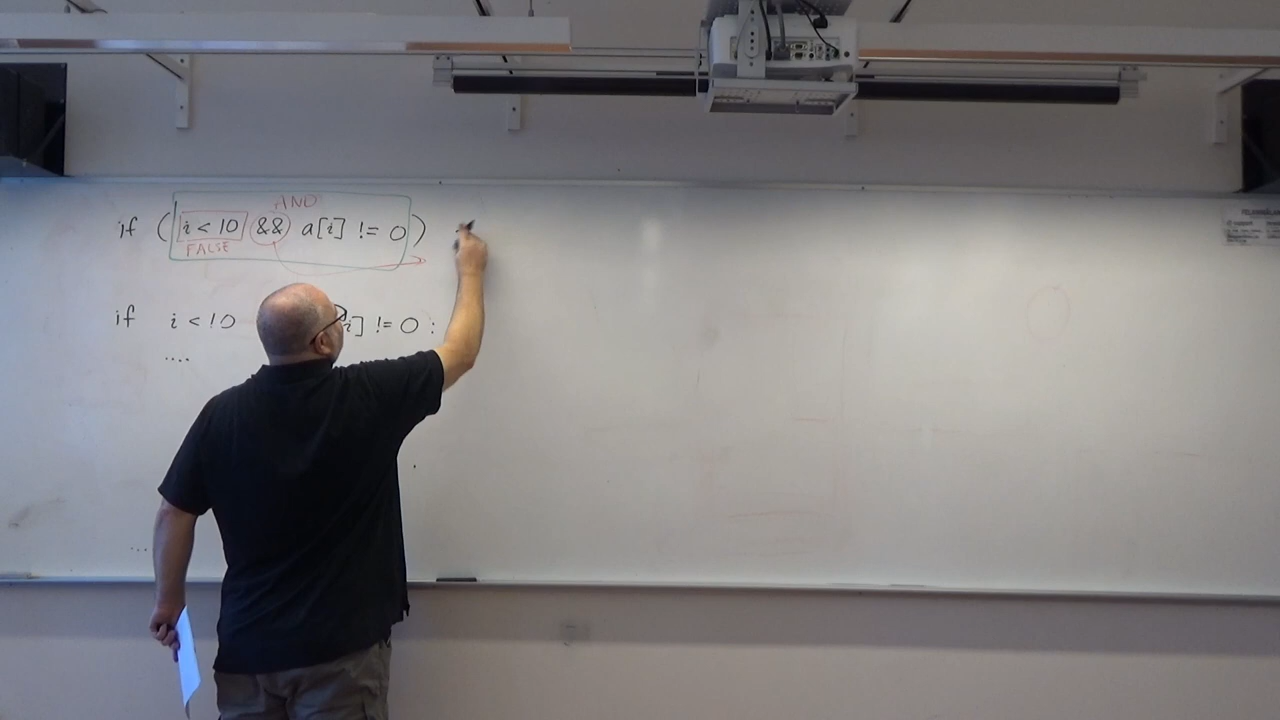 AND
if (i < 10 && a[i] != 0)
FALSE
if i < 10 i] != 0 :
....
...